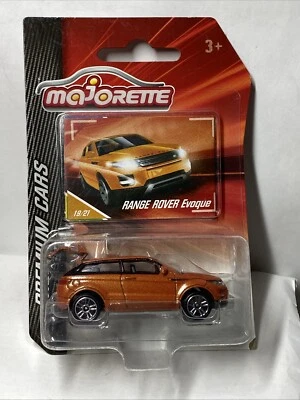 3+
majorette
PREMIUM CARS
RANGE ROVER Evoque
18/21